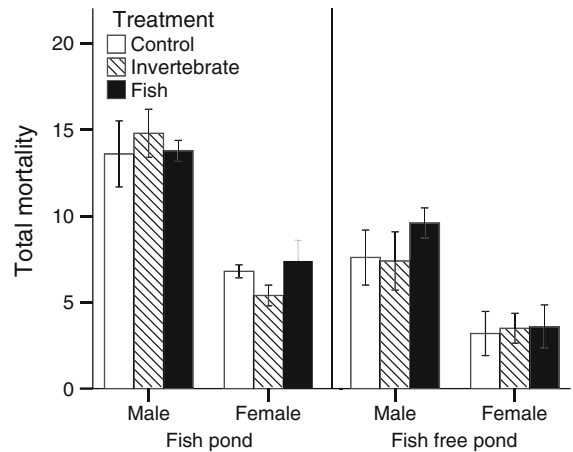 Treatment
Control
Invertebrate
Fish
Total mortality
20
15
10
5
0
Male Female Male Female
Fish pond Fish free pond